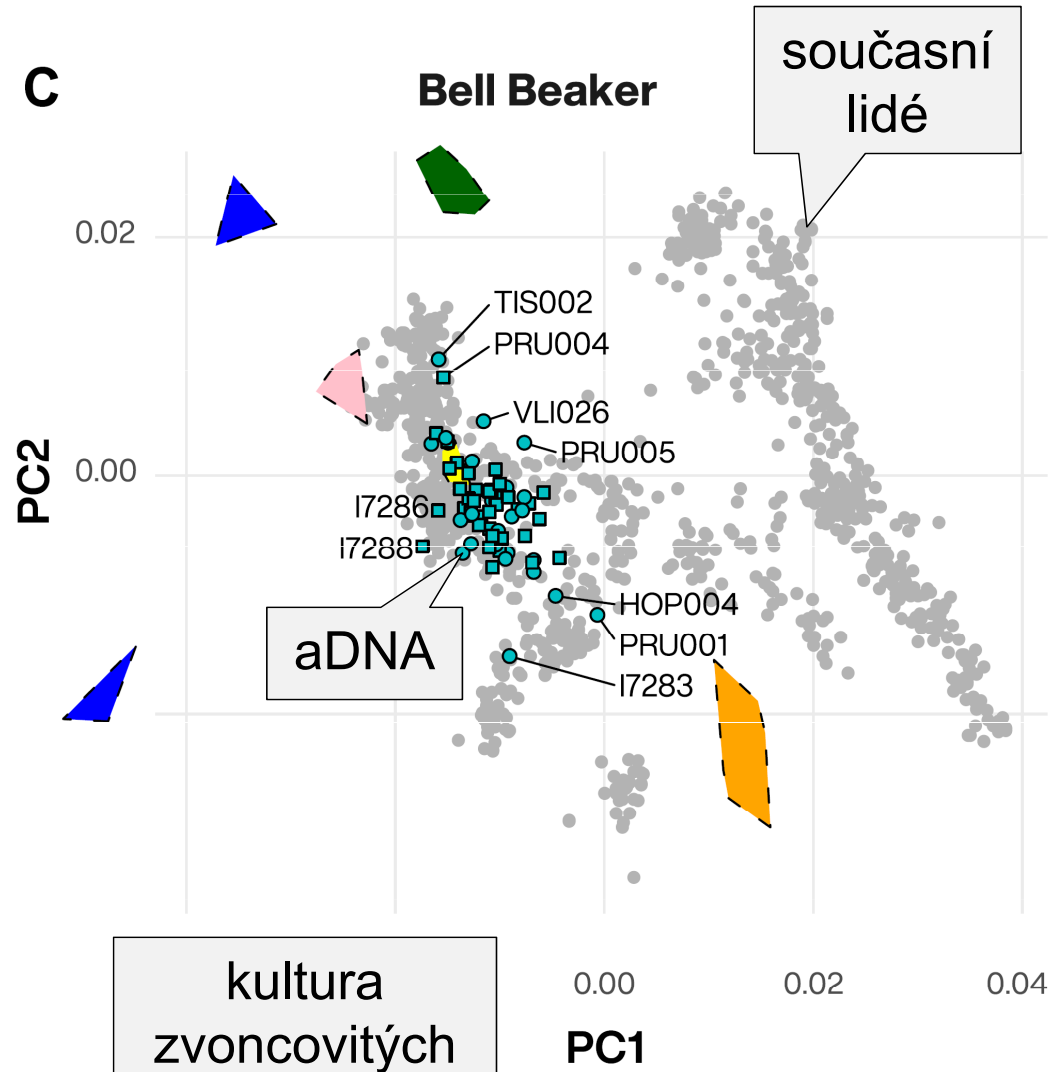 C
Bell Beaker
současní
lidé
0.02
TIS002
PRU004
VLI026
PRU005
0.00
PC2
I7286
I7288
HOP004
aDNA
PRU001
I7283
kultura
zvoncovitých
0.00
0.02
0.04
PC1